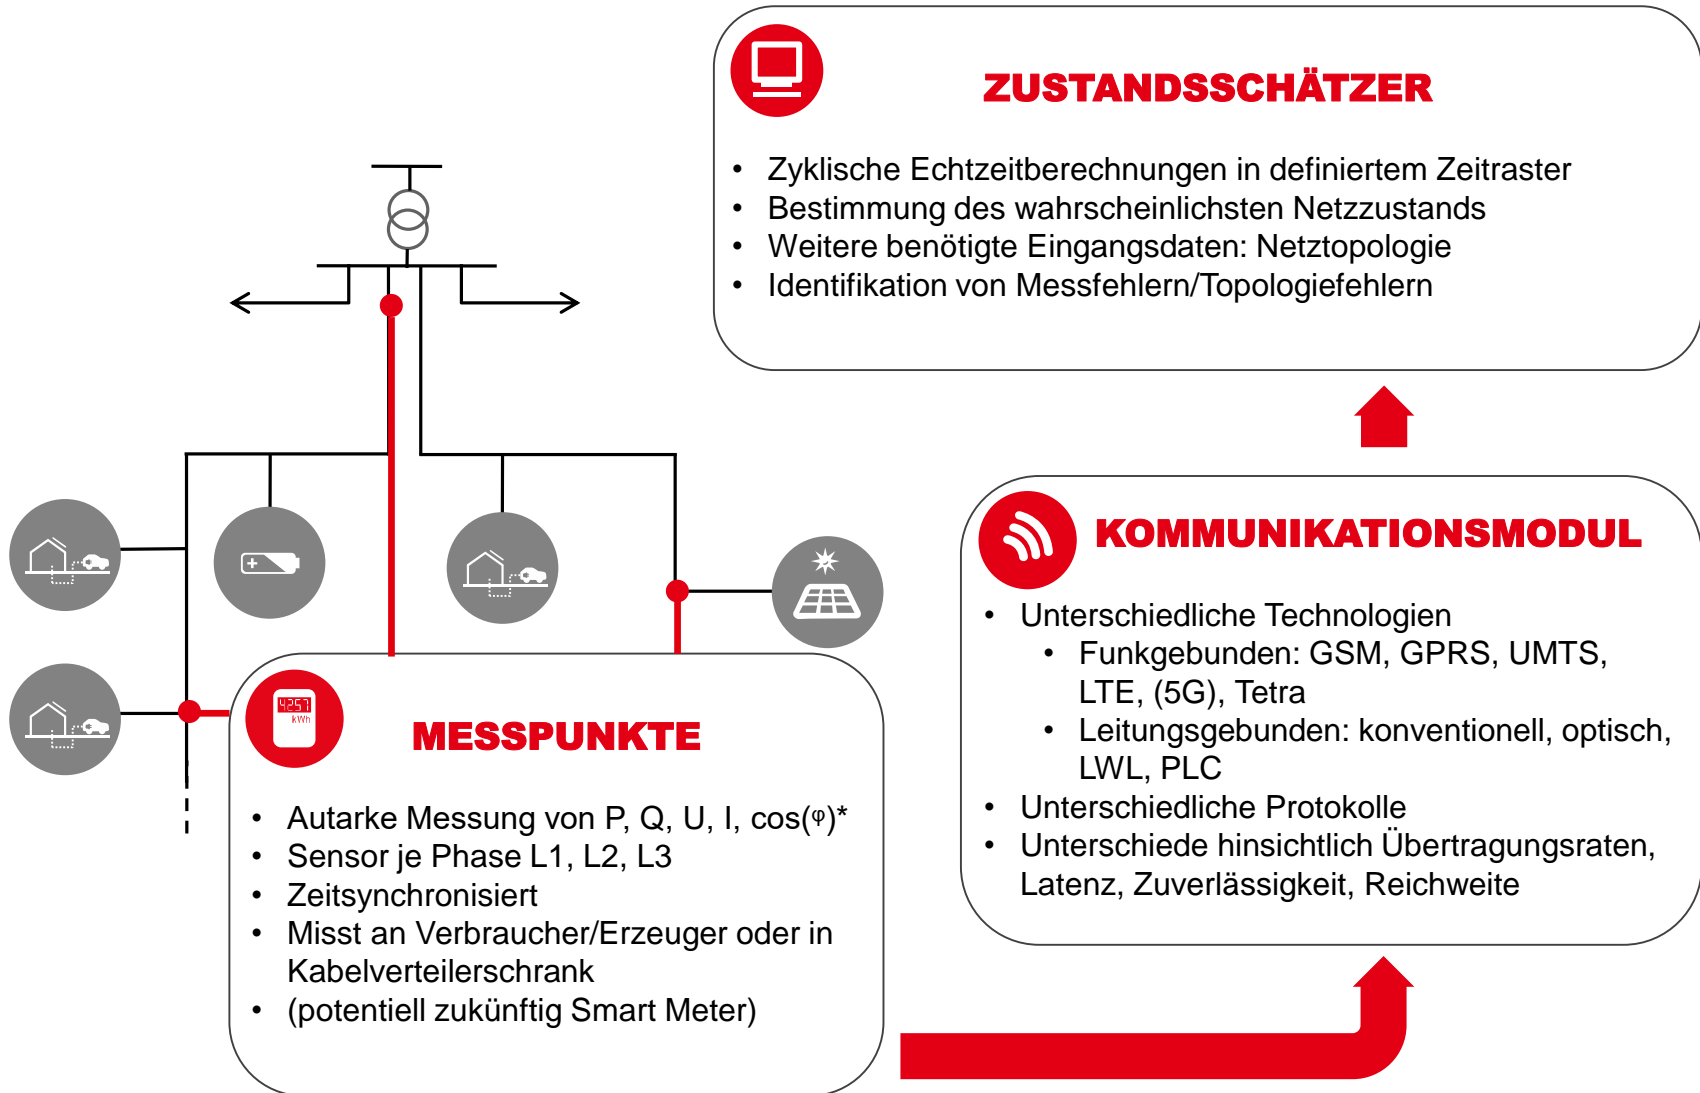 ZUSTANDSSCHÄTZER
• Zyklische Echtzeitberechnungen in definiertem Zeitraster
• Bestimmung des wahrscheinlichsten Netzzustands
• Weitere benötigte Eingangsdaten: Netztopologie
• Identifikation von Messfehlern/Topologiefehlern
KOMMUNIKATIONSMODUL
• Unterschiedliche Technologien
• Funkgebunden: GSM, GPRS, UMTS,
LTE, (5G), Tetra
• Leitungsgebunden: konventionell, optisch,
LWL, PLC
• Unterschiedliche Protokolle
• Unterschiede hinsichtlich Übertragungsraten,
Latenz, Zuverlässigkeit, Reichweite
4257
kWh
MESSPUNKTE
• Autarke Messung von P, Q, U, I, cos(φ)*
• Sensor je Phase L1, L2, L3
• Zeitsynchronisiert
• Misst an Verbraucher/Erzeuger oder in
Kabelverteilerschrank
• (potentiell zukünftig Smart Meter)